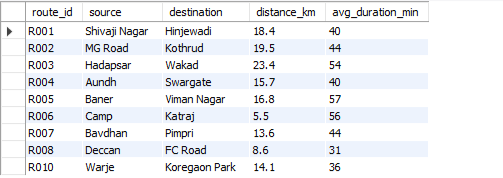 route_id source destination distance_km avg_duration_min
R001 Shivaji Nagar Hinjewadi 18.4 40
R002 MG Road Kothrud 19.5 44
R003 Hadapsar Wakad 23.4 54
R004 Aundh Swargate 15.7 40
R005 Baner Viman Nagar 16.8 57
R006 Camp Katraj 5.5 56
R007 Bavdhan Pimpri 13.6 44
R008 Deccan FC Road 8.6 31
R010 Warje Koregaon Park 14.1 36